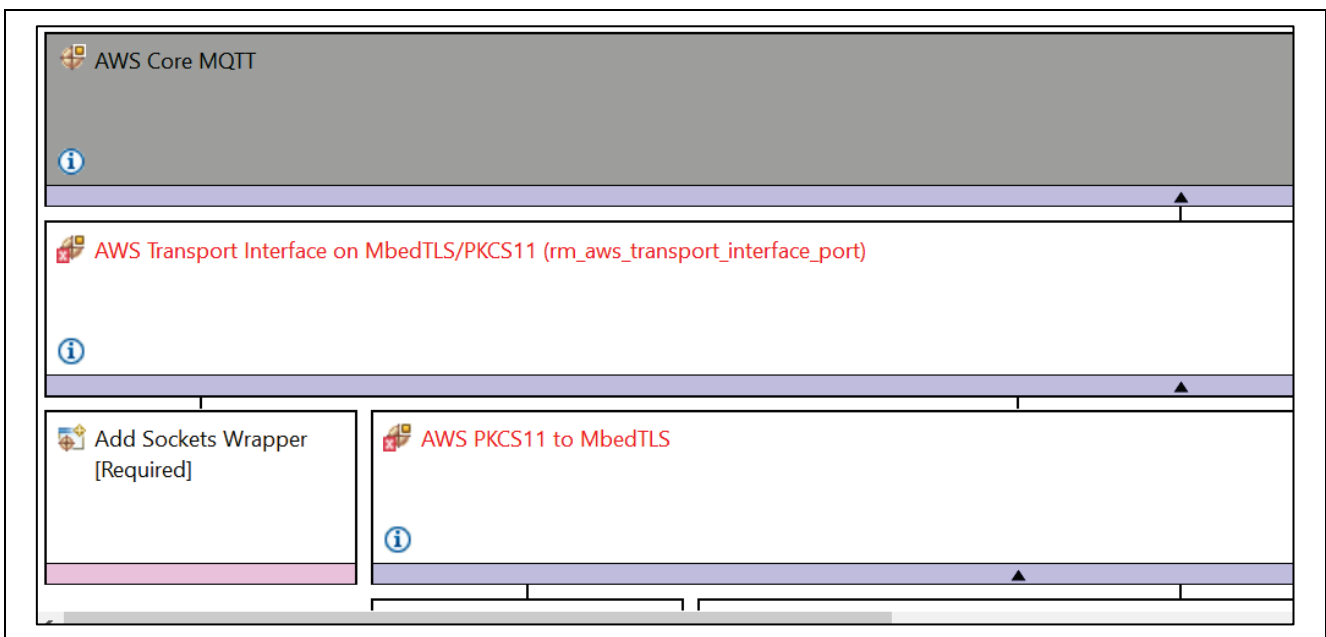 AWS Core MQTT
AWS Transport Interface on MbedTLS/PKCS11 (rm_aws_transport_interface_port)
Add Sockets Wrapper
[Required]
AWS PKCS11 to MbedTLS